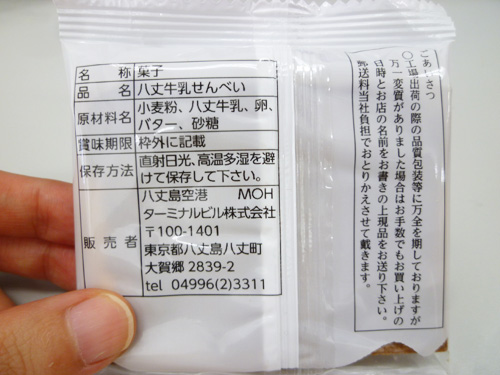 名称 菓子
品名 八丈牛乳せんべい
原材料名 小麦粉、八丈牛乳、卵、
バター、砂糖
賞味期限 枠外に記載
保存方法 直射日光、高温多湿を避
けて保存して下さい。
販売者 八丈島空港 MOH
ターミナルビル株式会社
〒100-1401
東京都八丈島八丈町
大賀郷 2839-2
tel 04996(2)3311
ごあいさつ
○工場出荷の際の品質包装等に万全を期しておりますが
万一変質がありました場合はお手数でもお買い上げの
日時とお店の名前をお書きの上現品をお送り下さい。
郵送料当社負担でおとりかえさせて戴きます。